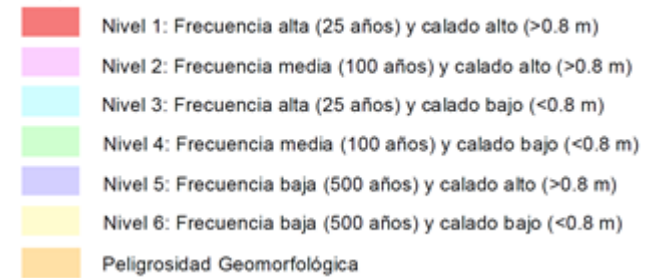 Nivel 1: Frecuencia alta (25 años) y calado alto (>0.8 m)
Nivel 2: Frecuencia media (100 años) y calado alto (>0.8 m)
Nivel 3: Frecuencia alta (25 años) y calado bajo (<0.8 m)
Nivel 4: Frecuencia media (100 años) y calado bajo (<0.8 m)
Nivel 5: Frecuencia baja (500 años) y calado alto (>0.8 m)
Nivel 6: Frecuencia baja (500 años) y calado bajo (<0.8 m)
Peligrosidad Geomorfológica